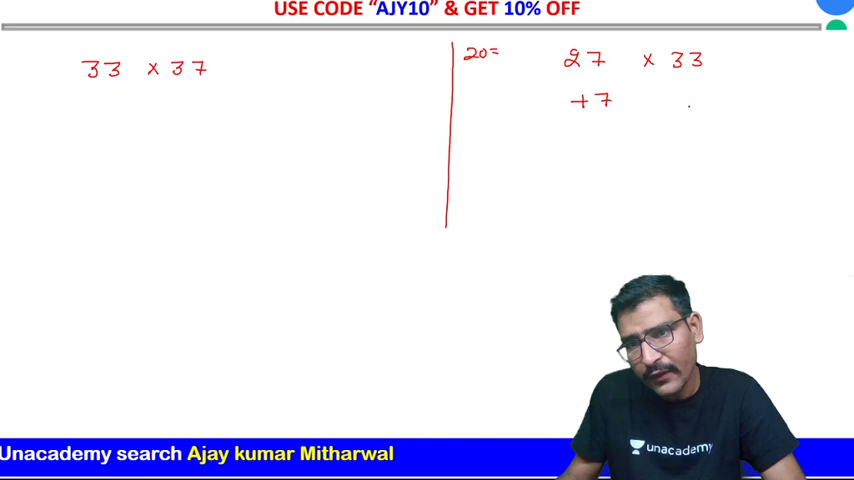 USE CODE “AJY10” & GET 10% OFF
33 × 37
20= 27 × 33
+7 .
unacademy
Unacademy search Ajay kumar Mitharwal